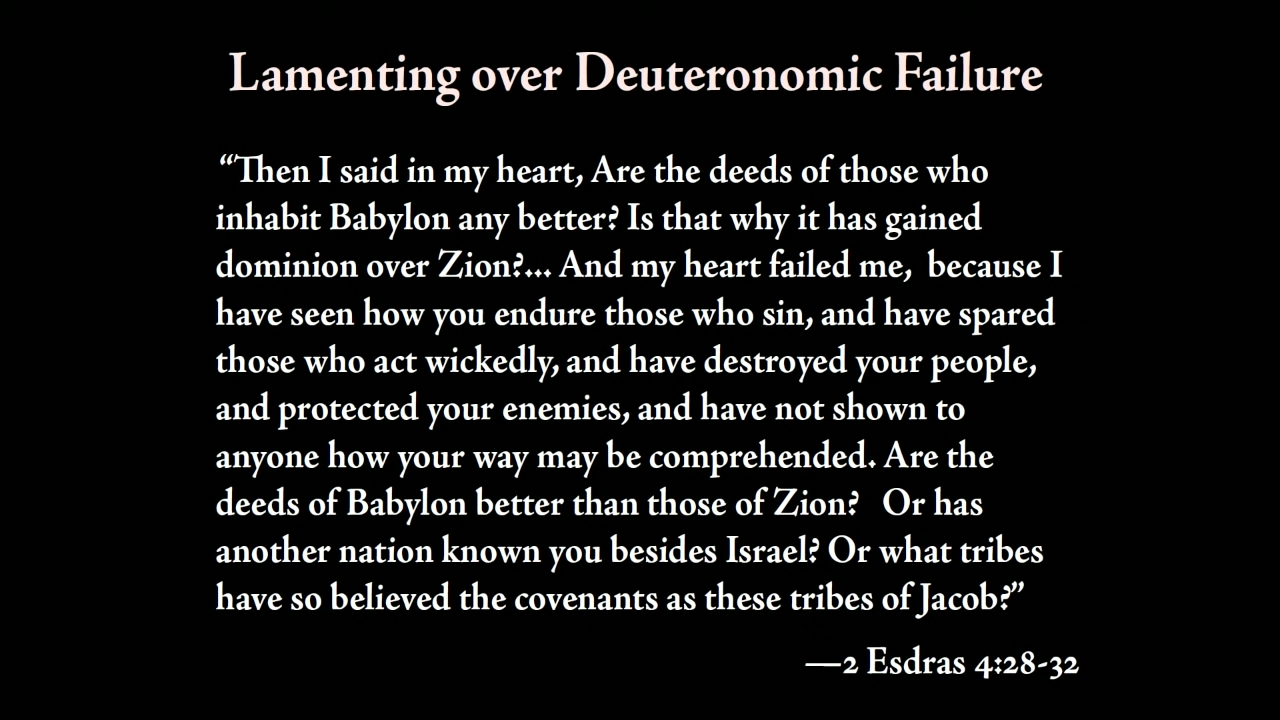 Lamenting over Deuteronomic Failure
“Then I said in my heart, Are the deeds of those who
inhabit Babylon any better? Is that why it has gained
dominion over Zion?... And my heart failed me,  because I
have seen how you endure those who sin, and have spared
those who act wickedly, and have destroyed your people,
and protected your enemies, and have not shown to
anyone how your way may be comprehended. Are the
deeds of Babylon better than those of Zion?   Or has
another nation known you besides Israel? Or what tribes
have so believed the covenants as these tribes of Jacob?”
—2 Esdras 4:28-32